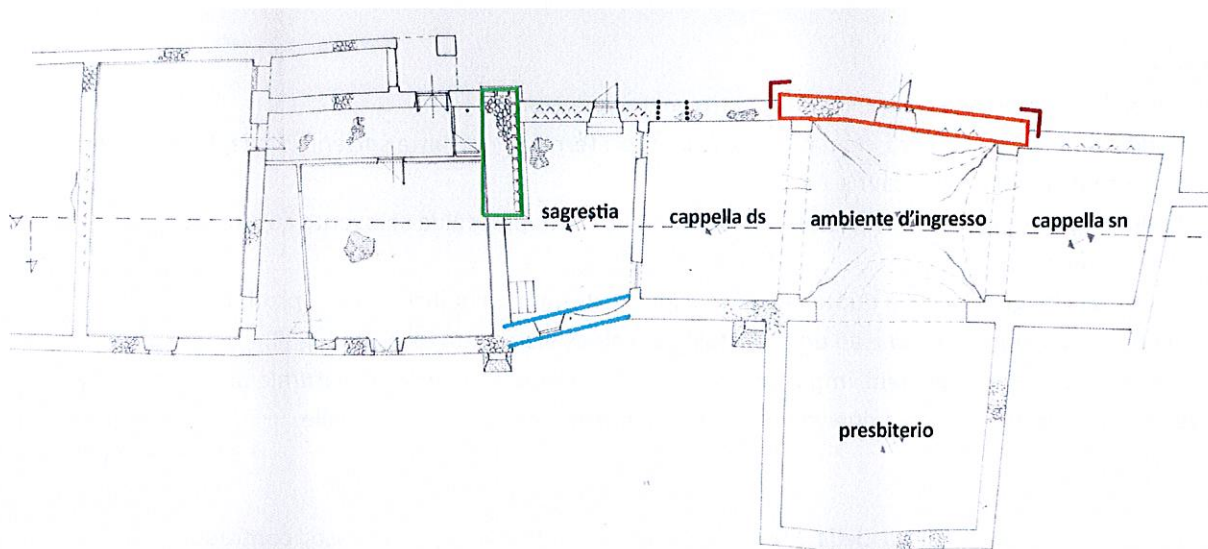 sagrestia
cappella ds
ambiente d'ingresso
cappella sn
presbiterio